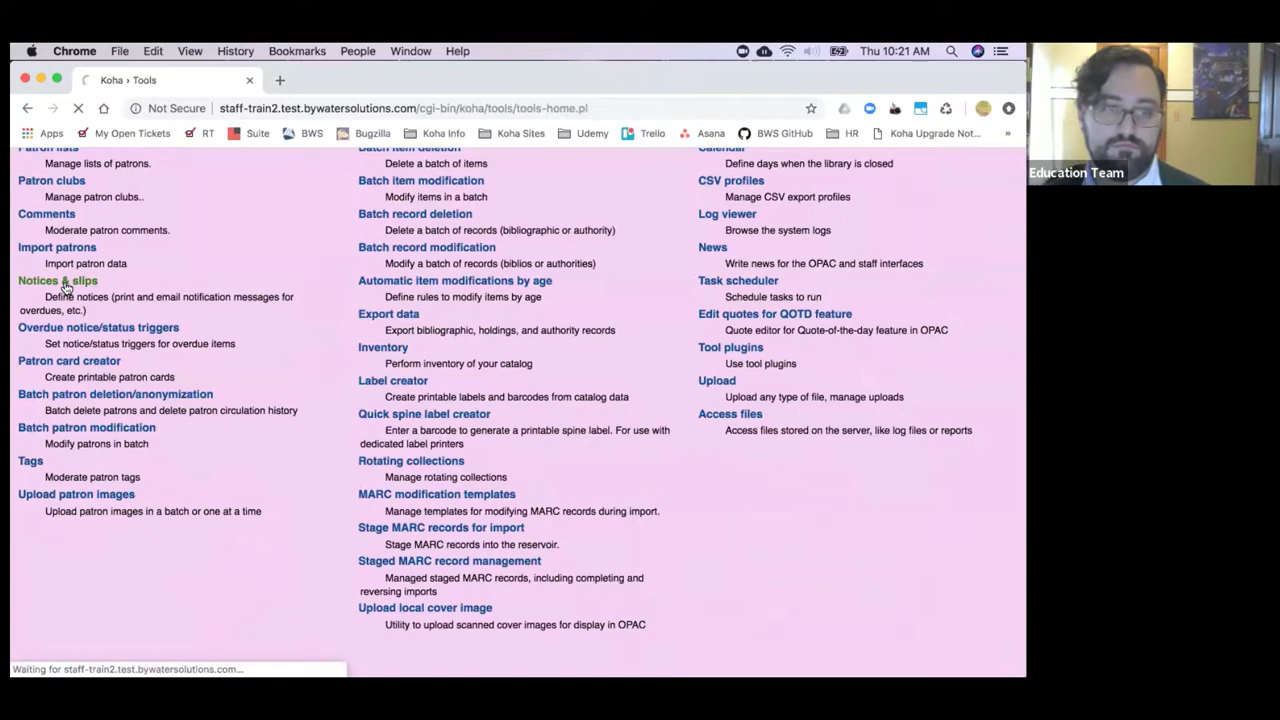 Chrome File Edit View History Bookmarks People Window Help Thu 10:21 AM
Koha › Tools
Not Secure staff-train2.test.bywatersolutions.com/cgi-bin/koha/tools/tools-home.pl
Apps My Open Tickets RT Suite BWS Bugzilla Koha Info Koha Sites Udemy Trello Asana BWS GitHub HR Koha Upgrade Not... »
Patron lists
Manage lists of patrons.
Patron clubs
Manage patron clubs..
Comments
Moderate patron comments.
Import patrons
Import patron data
Notices & slips
Define notices (print and email notification messages for
overdues, etc.)
Overdue notice/status triggers
Set notice/status triggers for overdue items
Patron card creator
Create printable patron cards
Batch patron deletion/anonymization
Batch delete patrons and delete patron circulation history
Batch patron modification
Modify patrons in batch
Tags
Moderate patron tags
Upload patron images
Upload patron images in a batch or one at a time
Batch item deletion
Delete a batch of items
Batch item modification
Modify items in a batch
Batch record deletion
Delete a batch of records (bibliographic or authority)
Batch record modification
Modify a batch of records (biblios or authorities)
Automatic item modifications by age
Define rules to modify items by age
Export data
Export bibliographic, holdings, and authority records
Inventory
Perform inventory of your catalog
Label creator
Create printable labels and barcodes from catalog data
Quick spine label creator
Enter a barcode to generate a printable spine label. For use with
dedicated label printers
Rotating collections
Manage rotating collections
MARC modification templates
Manage templates for modifying MARC records during import.
Stage MARC records for import
Stage MARC records into the reservoir.
Staged MARC record management
Managed staged MARC records, including completing and
reversing imports
Upload local cover image
Utility to upload scanned cover images for display in OPAC
Calendar
Define days when the library is closed
CSV profiles
Manage CSV export profiles
Log viewer
Browse the system logs
News
Write news for the OPAC and staff interfaces
Task scheduler
Schedule tasks to run
Edit quotes for QOTD feature
Quote editor for Quote-of-the-day feature in OPAC
Tool plugins
Use tool plugins
Upload
Upload any type of file, manage uploads
Access files
Access files stored on the server, like log files or reports
Waiting for staff-train2.test.bywatersolutions.com...
Education Team